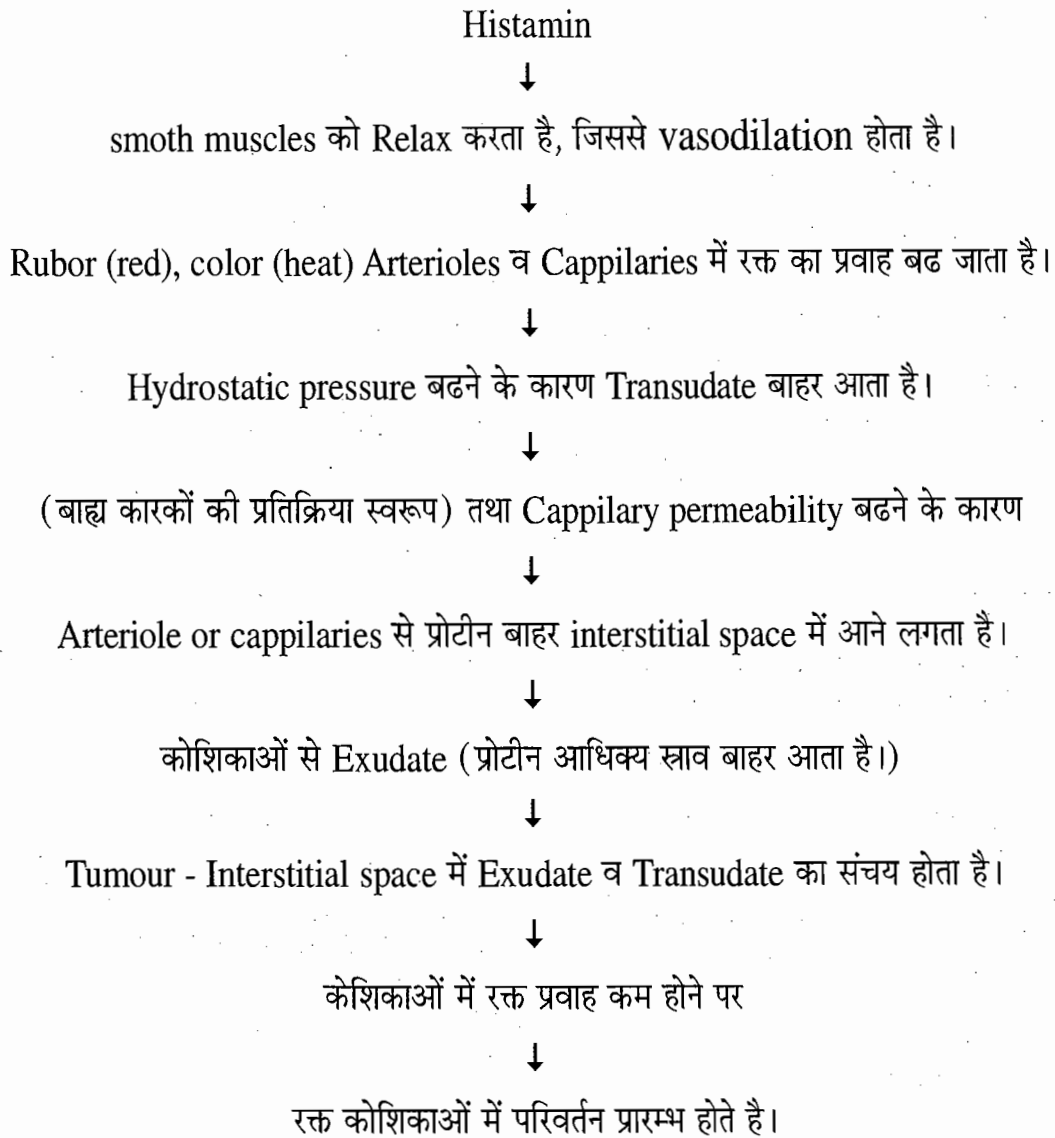 Histamin
↓
smoth muscles को Relax करता है, जिससे vasodilation होता है।
↓
Rubor (red), color (heat) Arterioles व Cappilaries में रक्त का प्रवाह बढ जाता है।
↓
Hydrostatic pressure बढने के कारण Transudate बाहर आता है।
↓
(बाह्य कारकों की प्रतिक्रिया स्वरूप) तथा Cappilary permeability बढने के कारण
↓
Arteriole or cappilaries से प्रोटीन बाहर interstitial space में आने लगता है।
↓
कोशिकाओं से Exudate (प्रोटीन आधिक्य स्राव बाहर आता है।)
↓
Tumour - Interstitial space में Exudate व Transudate का संचय होता है।
↓
केशिकाओं में रक्त प्रवाह कम होने पर
↓
रक्त कोशिकाओं में परिवर्तन प्रारम्भ होते है।